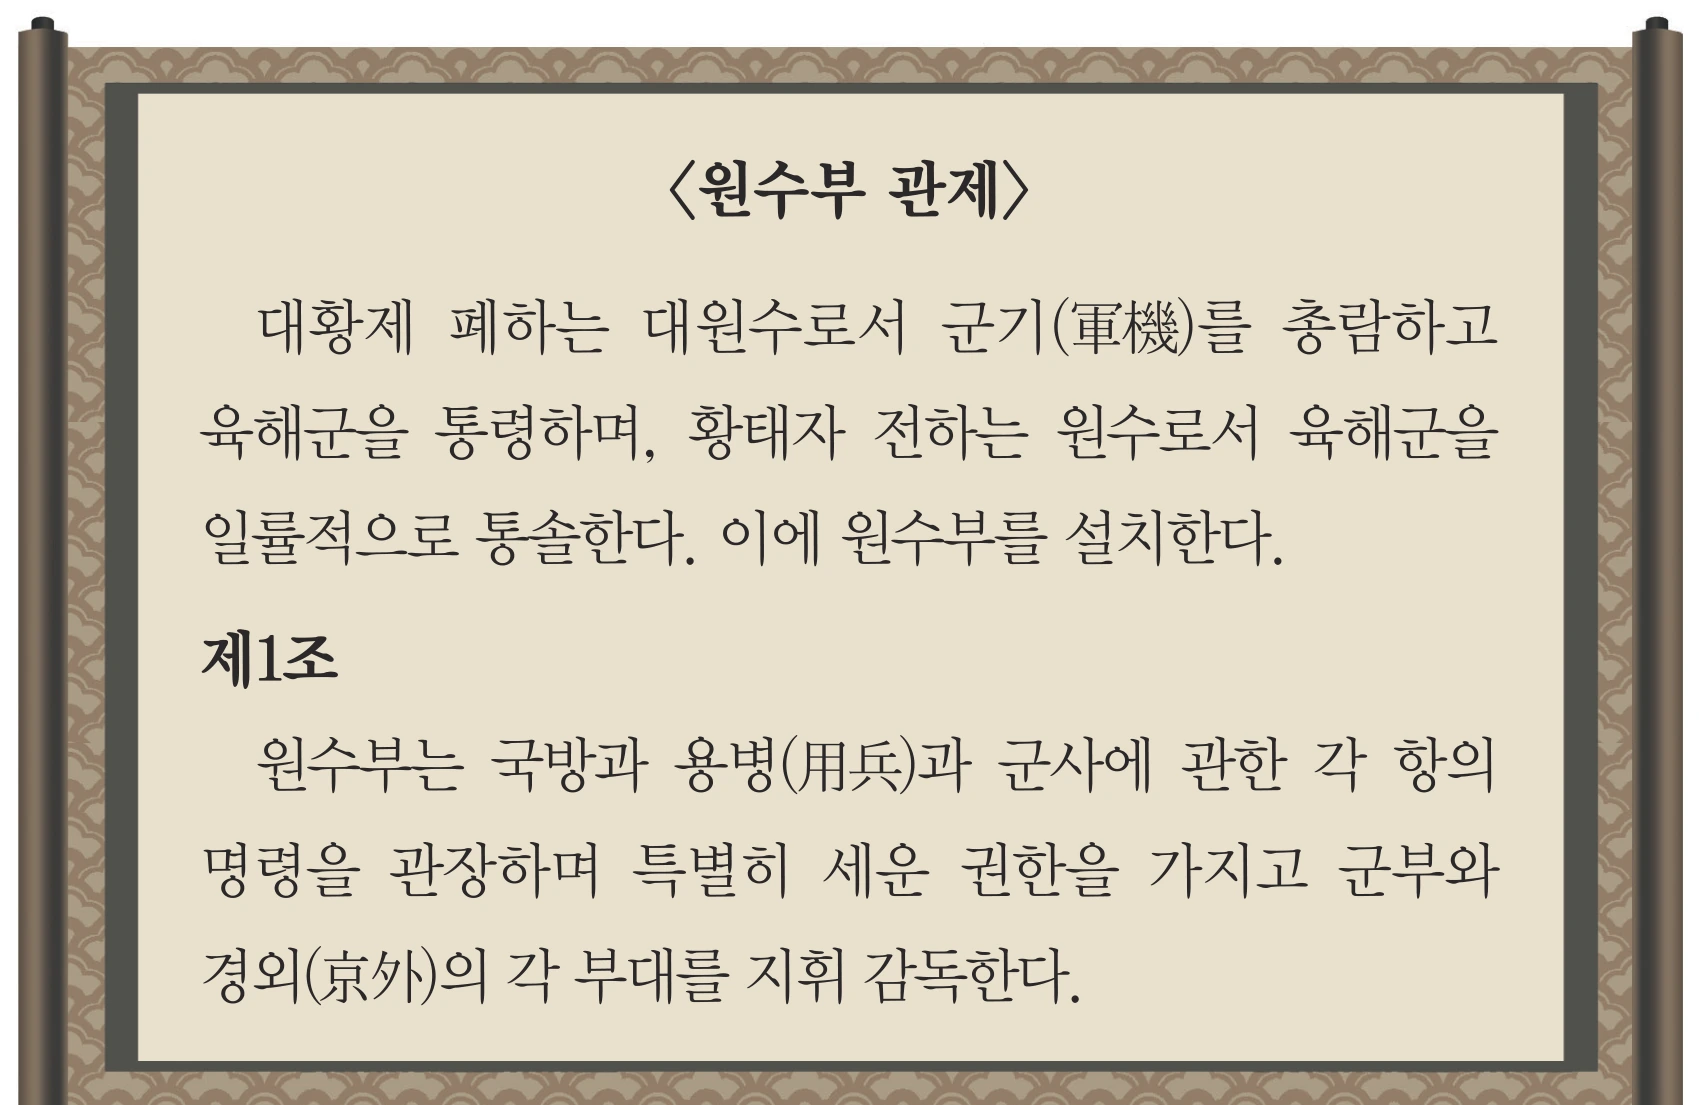 〈원수부 관제〉
대황제 폐하는 대원수로서 군기(軍機)를 총람하고
육해군을 통령하며, 황태자 전하는 원수로서 육해군을
일률적으로 통솔한다. 이에 원수부를 설치한다.
제1조
원수부는 국방과 용병(用兵)과 군사에 관한 각 항의
명령을 관장하며 특별히 세운 권한을 가지고 군부와
경외(京外)의 각 부대를 지휘 감독한다.